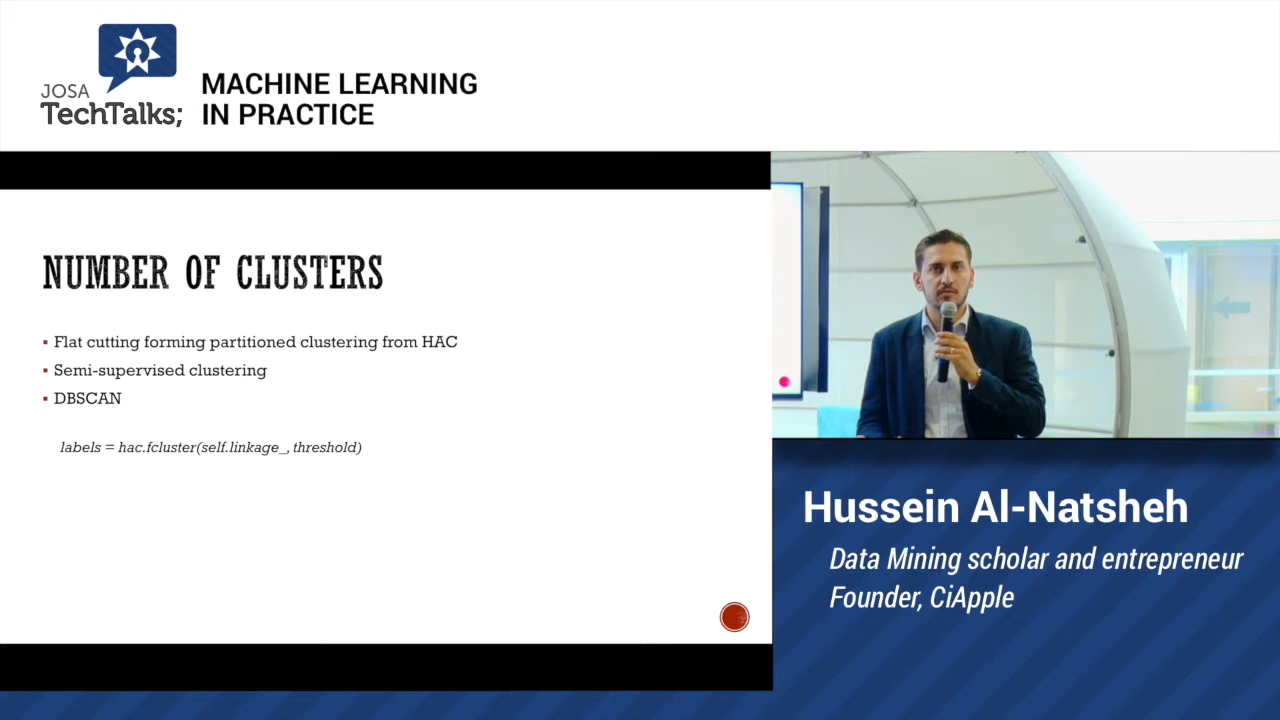 JOSA
TechTalks;
MACHINE LEARNING
IN PRACTICE
NUMBER OF CLUSTERS
▪ Flat cutting forming partitioned clustering from HAC
▪ Semi-supervised clustering
▪ DBSCAN
labels = hac.fcluster(self.linkage_, threshold)
Hussein Al-Natsheh
Data Mining scholar and entrepreneur
Founder, CiApple